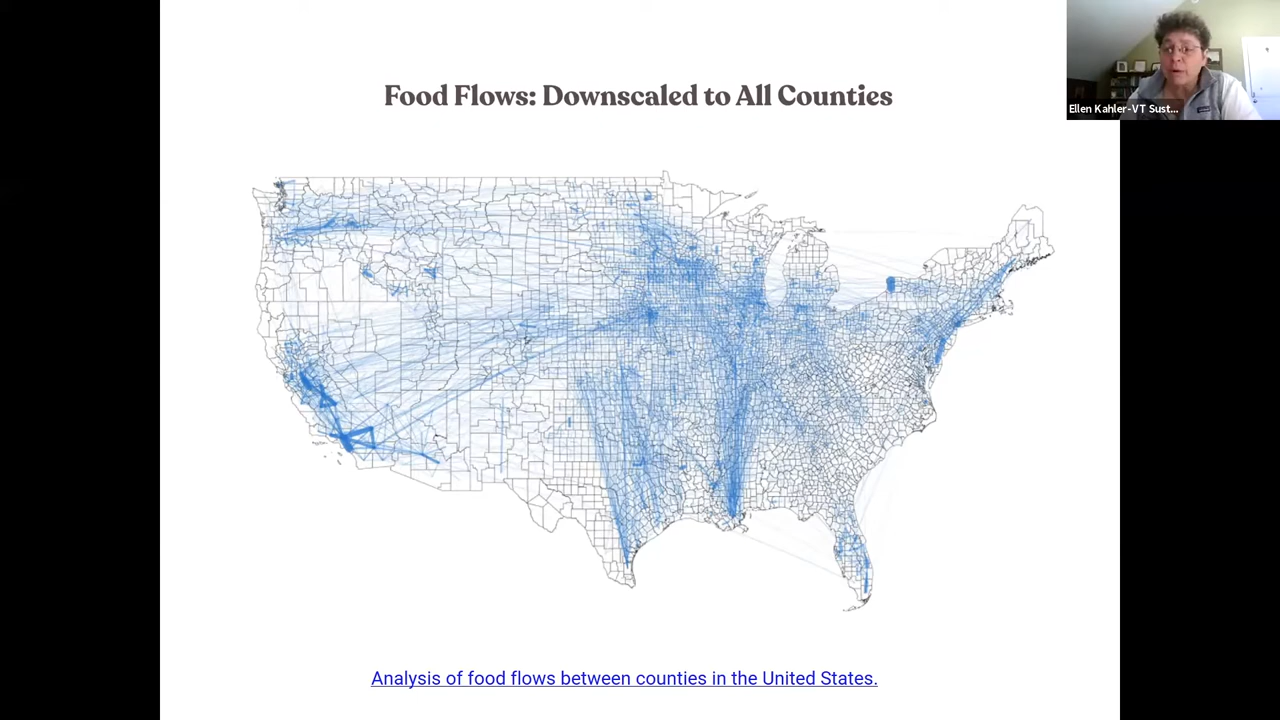 Ellen Kahler-VT Sust...
Food Flows: Downscaled to All Counties
Analysis of food flows between counties in the United States.